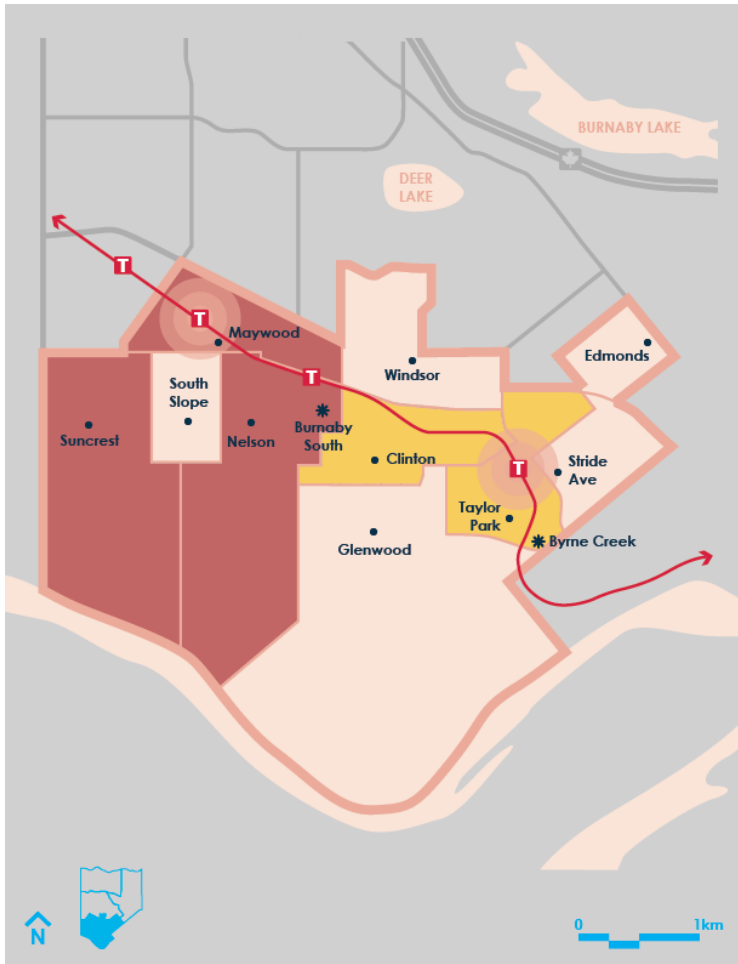 BURNABY LAKE
DEER
LAKE
T
T
Maywood
T
Windsor
Edmonds
South
Slope
Suncrest
Nelson
Burnaby
South
Clinton
T
Stride
Ave
Taylor
Park
Glenwood
Byrne Creek
N
0
1km